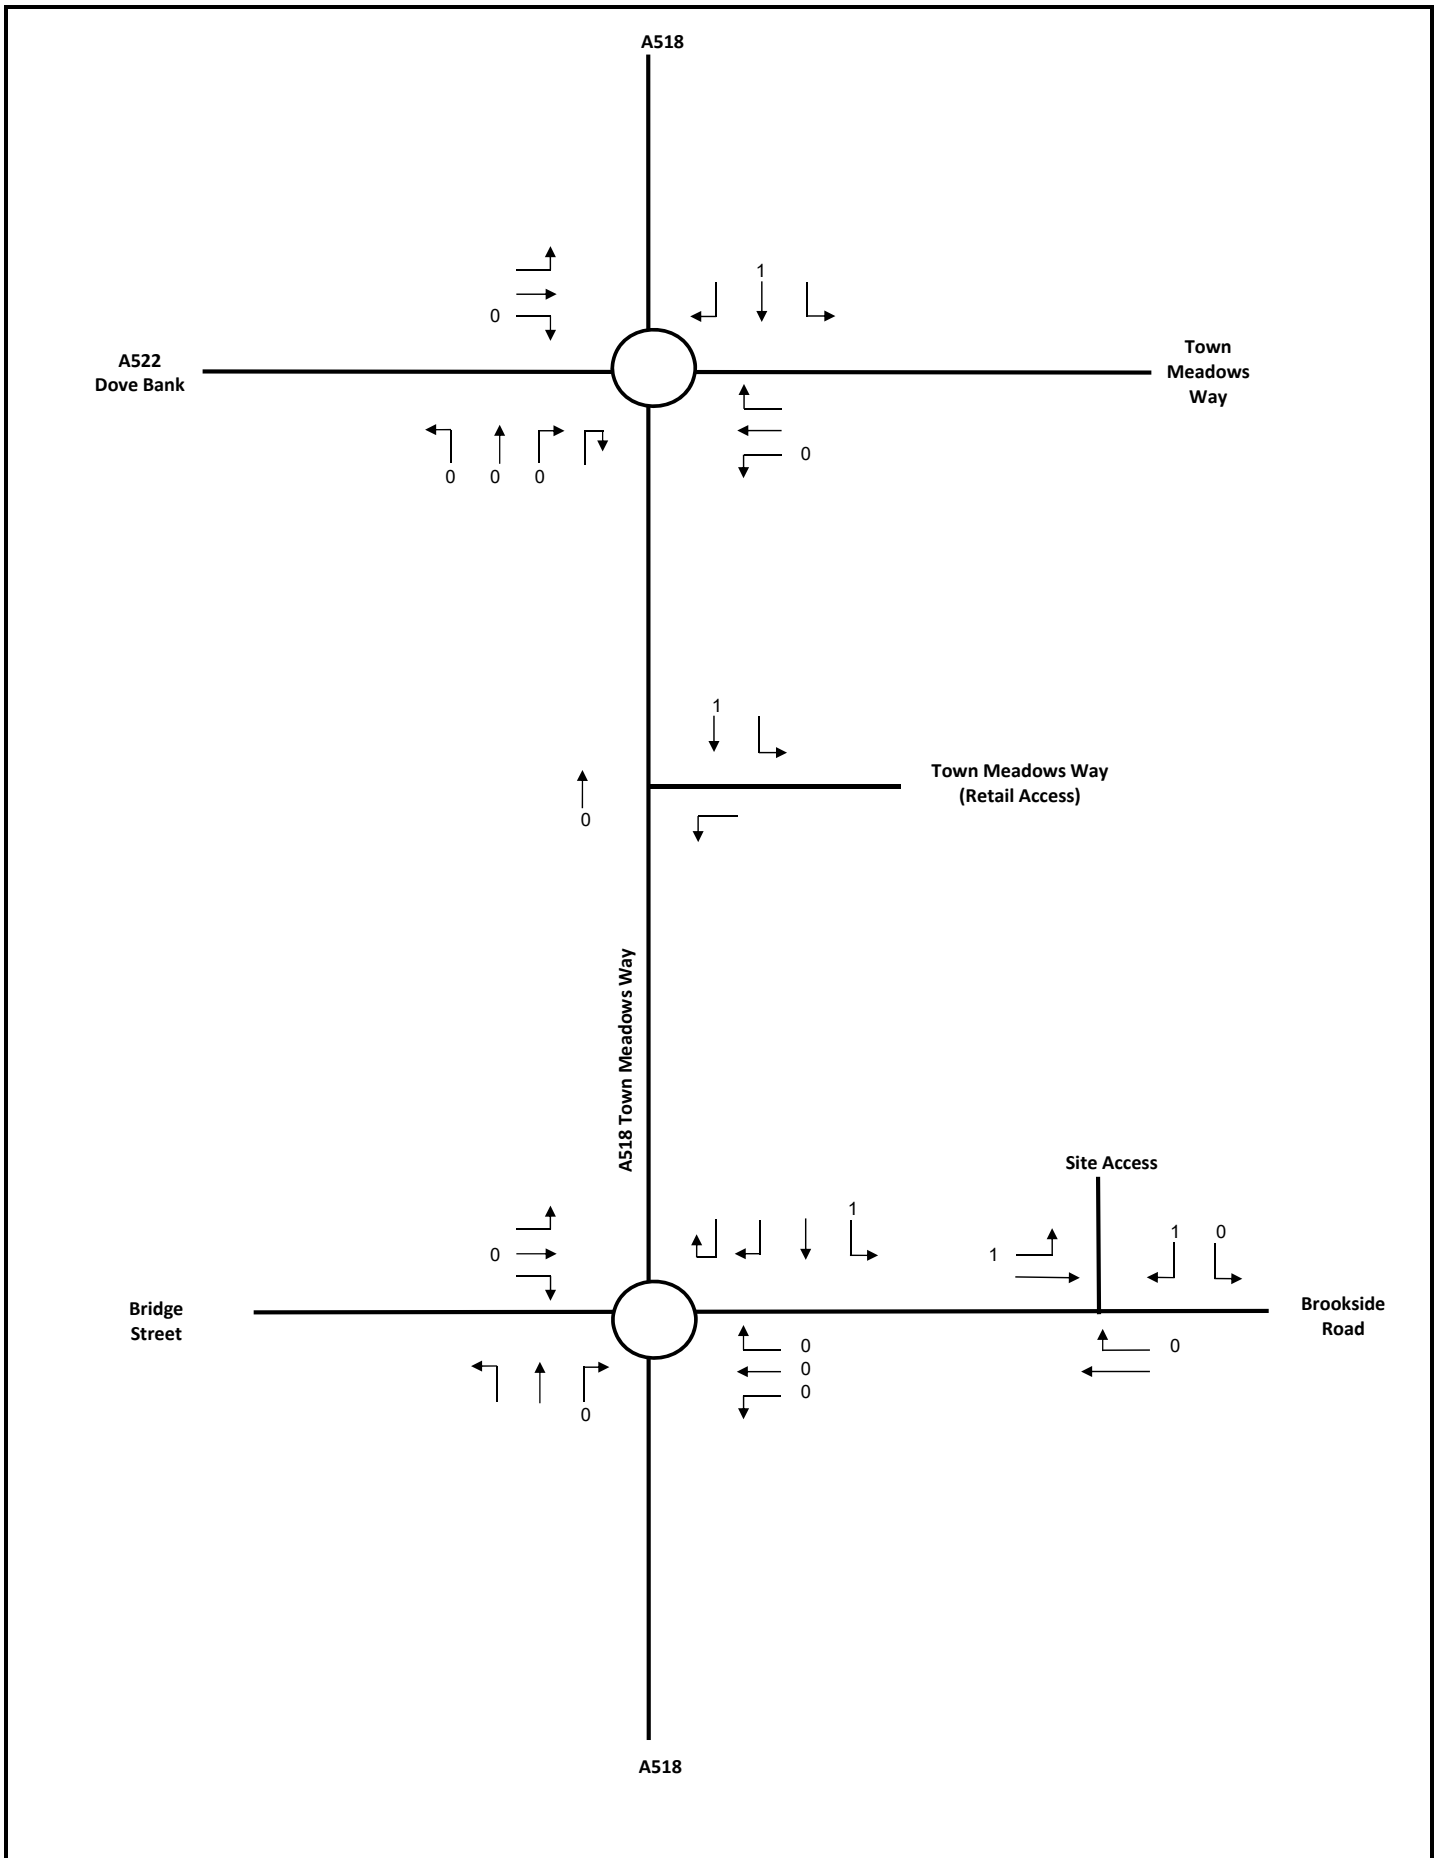 A518
1
0
A522
Dove Bank
Town
Meadows
Way
0
0 0 0
1
Town Meadows Way
(Retail Access)
0
A518 Town Meadows Way
Site Access
1
0
1
1 0
Bridge
Street
Brookside
Road
0
0
0
0
0
A518